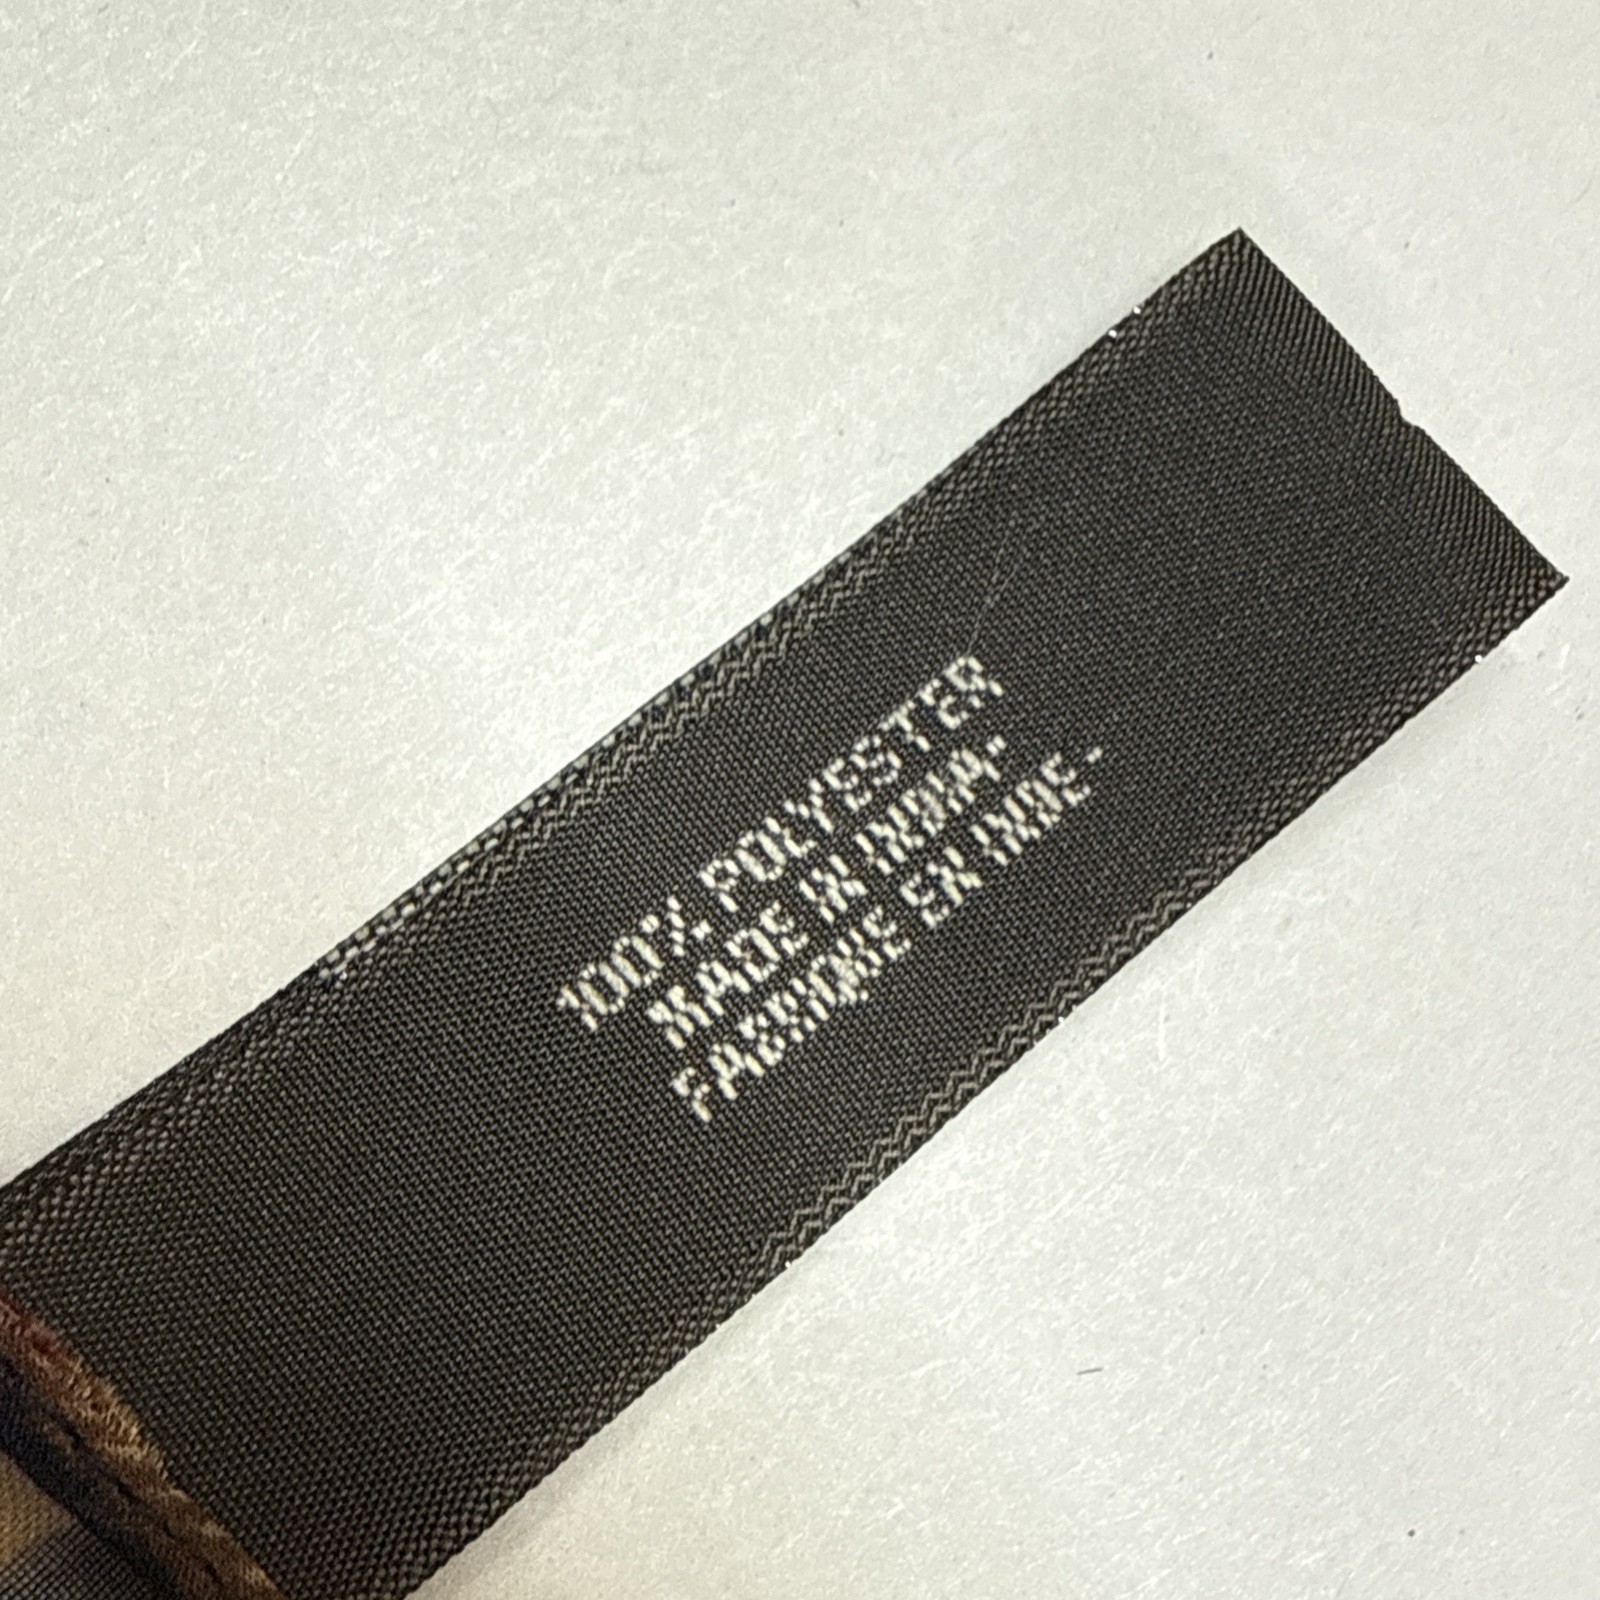 100% POLYESTER
MADE IN INDIA-
FABRIQUE EN INDE-